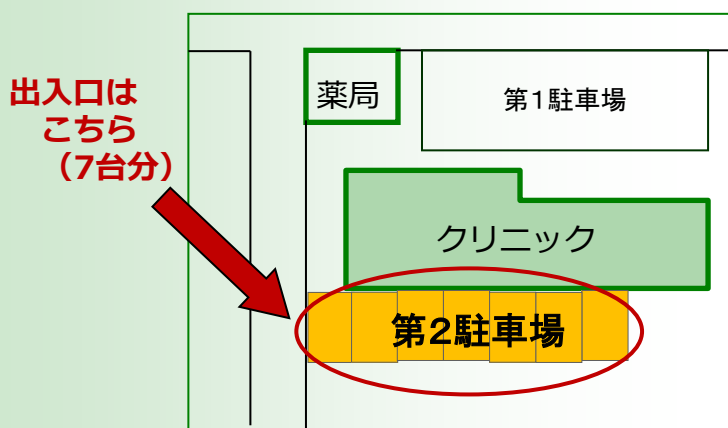 出入口は
こちら
（7台分）
薬局
第1駐車場
クリニック
第2駐車場